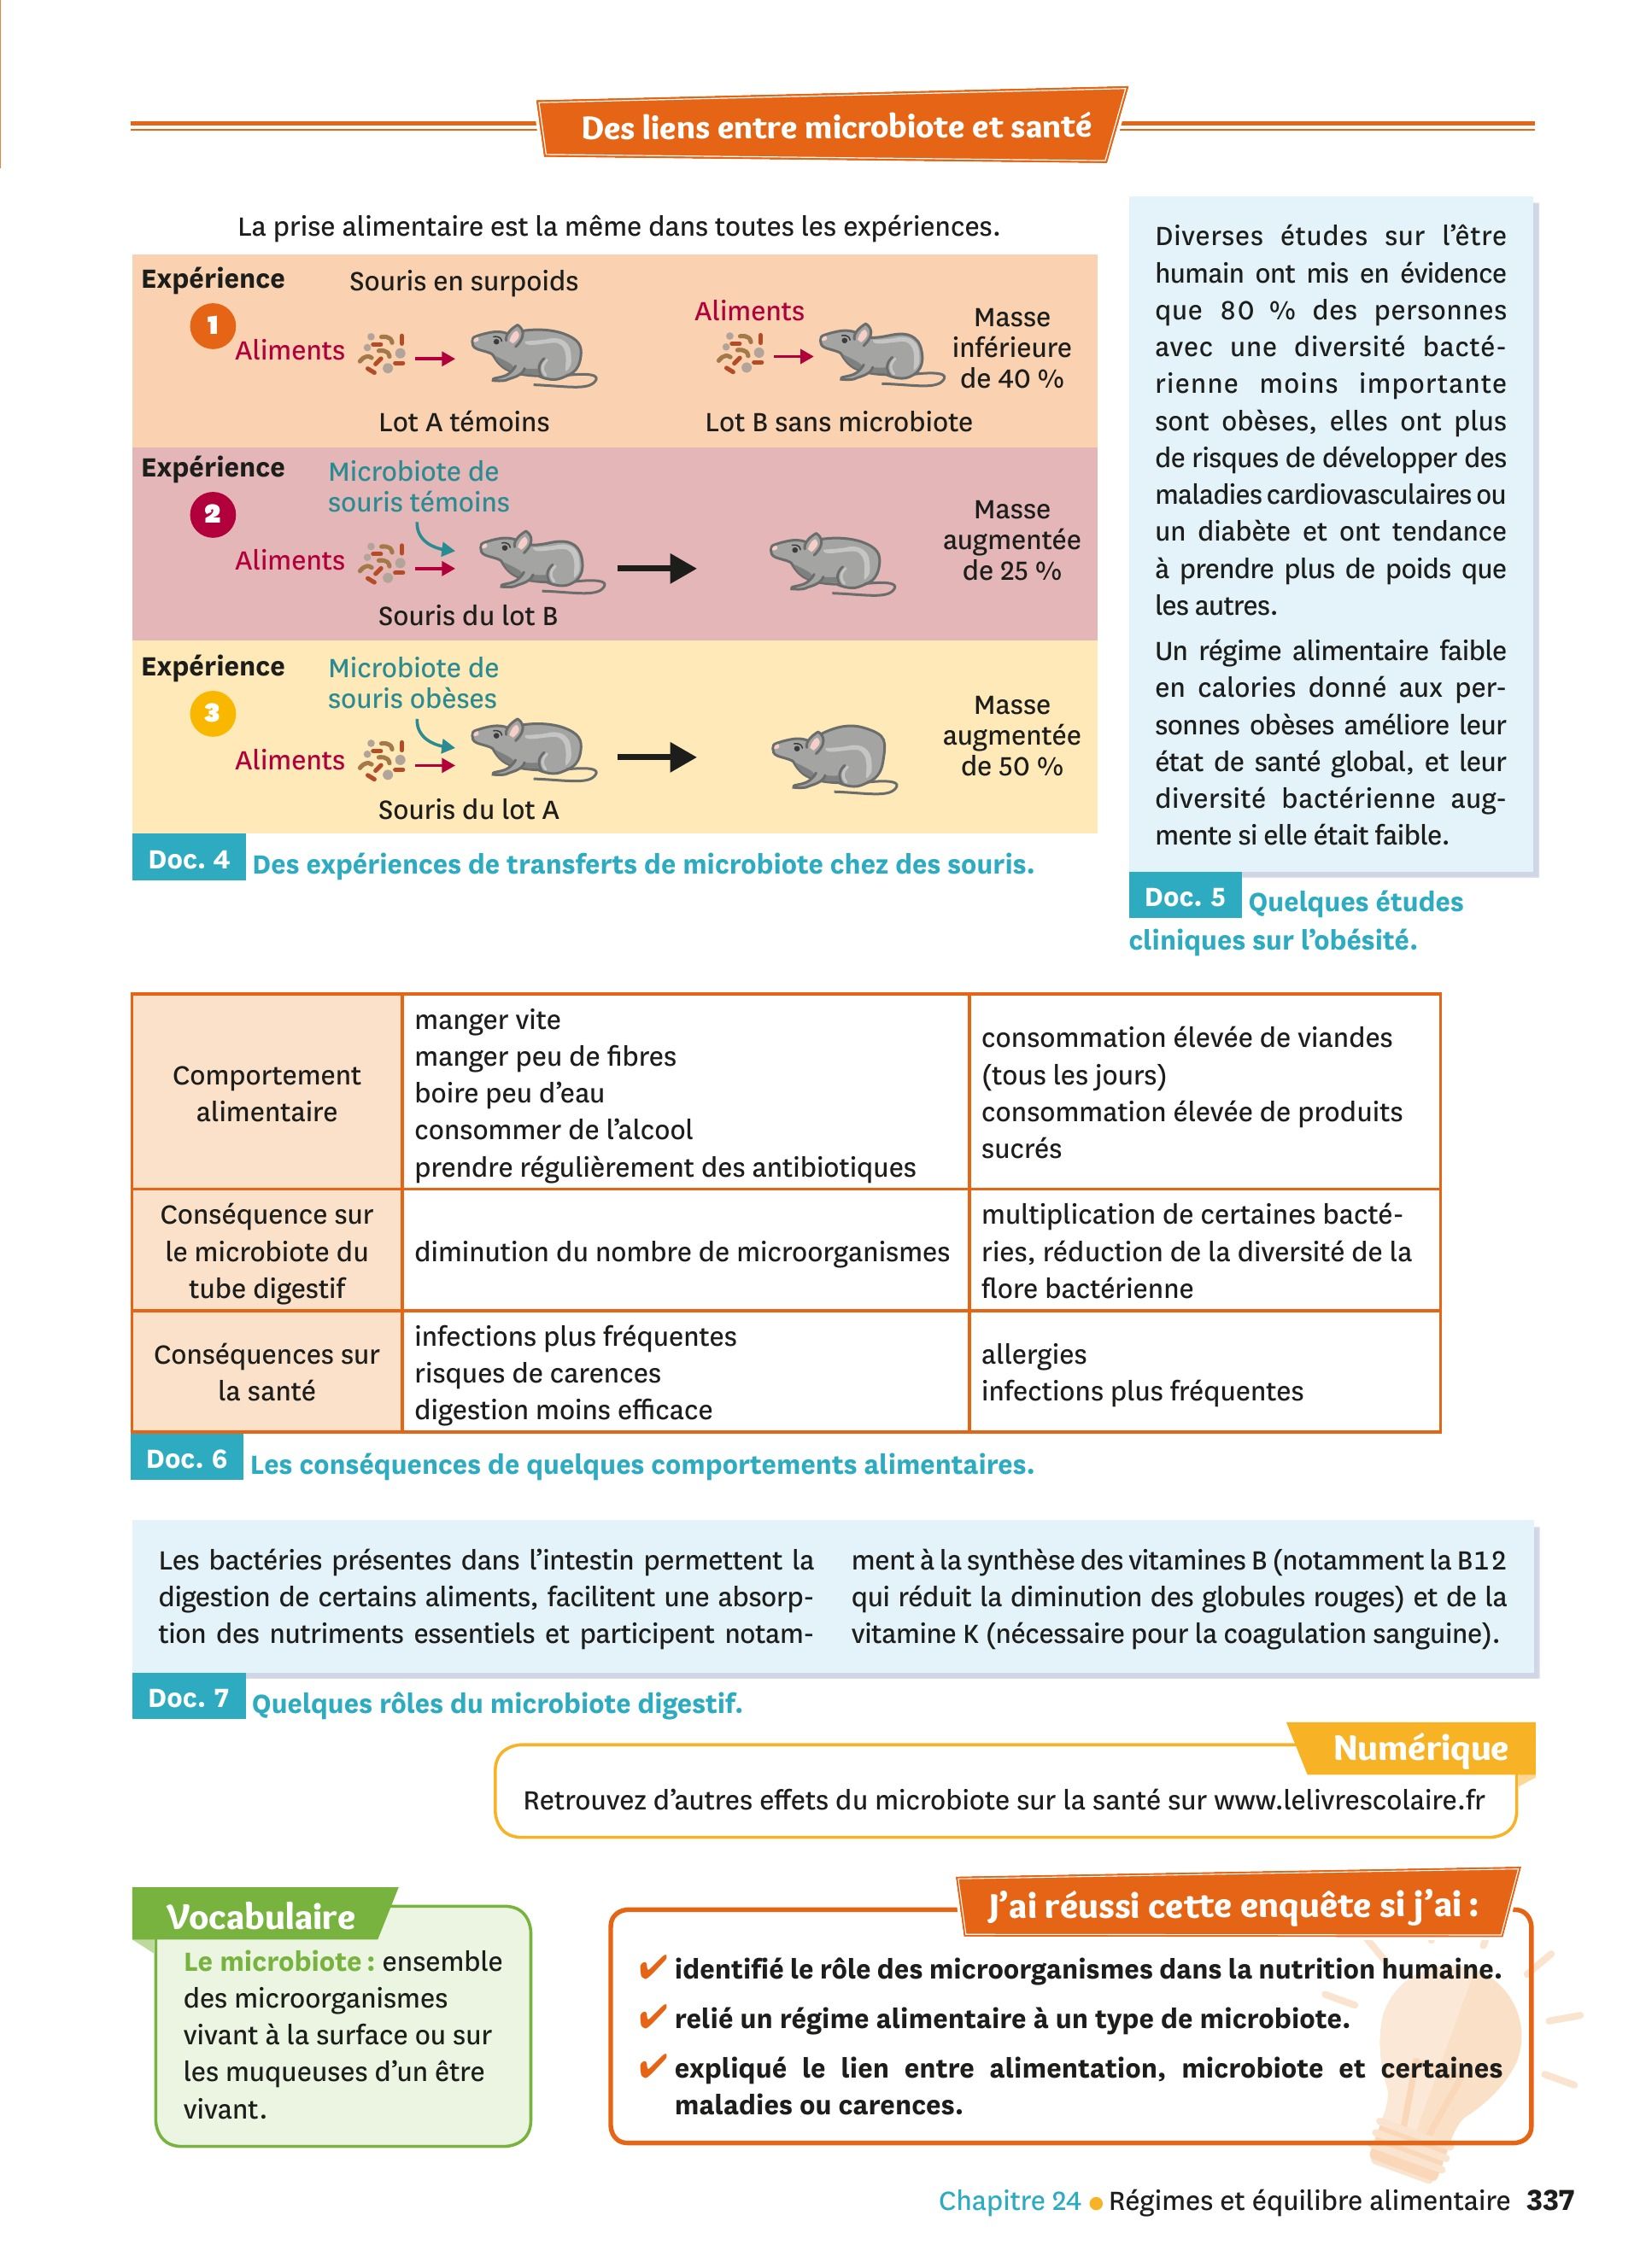 Des liens entre microbiote et santé
La prise alimentaire est la même dans toutes les expériences.
Expérience
1
Souris en surpoids
Aliments
Lot A témoins
Aliments
Masse
inférieure
de 40 %
Lot B sans microbiote
Expérience
2
Microbiote de
souris témoins
Aliments
Souris du lot B
Masse
augmentée
de 25 %
Expérience
3
Microbiote de
souris obèses
Aliments
Souris du lot A
Masse
augmentée
de 50 %
Doc. 4 Des expériences de transferts de microbiote chez des souris.
Diverses études sur l’être
humain ont mis en évidence
que 80 % des personnes
avec une diversité bacté-
rienne moins importante
sont obèses, elles ont plus
de risques de développer des
maladies cardiovasculaires ou
un diabète et ont tendance
à prendre plus de poids que
les autres.
Un régime alimentaire faible
en calories donné aux per-
sonnes obèses améliore leur
état de santé global, et leur
diversité bactérienne aug-
mente si elle était faible.
Doc. 5 Quelques études
cliniques sur l’obésité.
Comportement
alimentaire
manger vite
manger peu de fibres
boire peu d’eau
consommer de l’alcool
prendre régulièrement des antibiotiques
consommation élevée de viandes
(tous les jours)
consommation élevée de produits
sucrés
Conséquence sur
le microbiote du
tube digestif
diminution du nombre de microorganismes
multiplication de certaines bacté-
ries, réduction de la diversité de la
flore bactérienne
Conséquences sur
la santé
infections plus fréquentes
risques de carences
digestion moins efficace
allergies
infections plus fréquentes
Doc. 6 Les conséquences de quelques comportements alimentaires.
Les bactéries présentes dans l’intestin permettent la
digestion de certains aliments, facilitent une absorp-
tion des nutriments essentiels et participent notam-
ment à la synthèse des vitamines B (notamment la B12
qui réduit la diminution des globules rouges) et de la
vitamine K (nécessaire pour la coagulation sanguine).
Doc. 7 Quelques rôles du microbiote digestif.
Numérique
Retrouvez d’autres effets du microbiote sur la santé sur www.lelivrescolaire.fr
Vocabulaire
Le microbiote : ensemble
des microorganismes
vivant à la surface ou sur
les muqueuses d’un être
vivant.
J’ai réussi cette enquête si j’ai :
✔ identifié le rôle des microorganismes dans la nutrition humaine.
✔ relié un régime alimentaire à un type de microbiote.
✔ expliqué le lien entre alimentation, microbiote et certaines
maladies ou carences.
Chapitre 24 ● Régimes et équilibre alimentaire 337